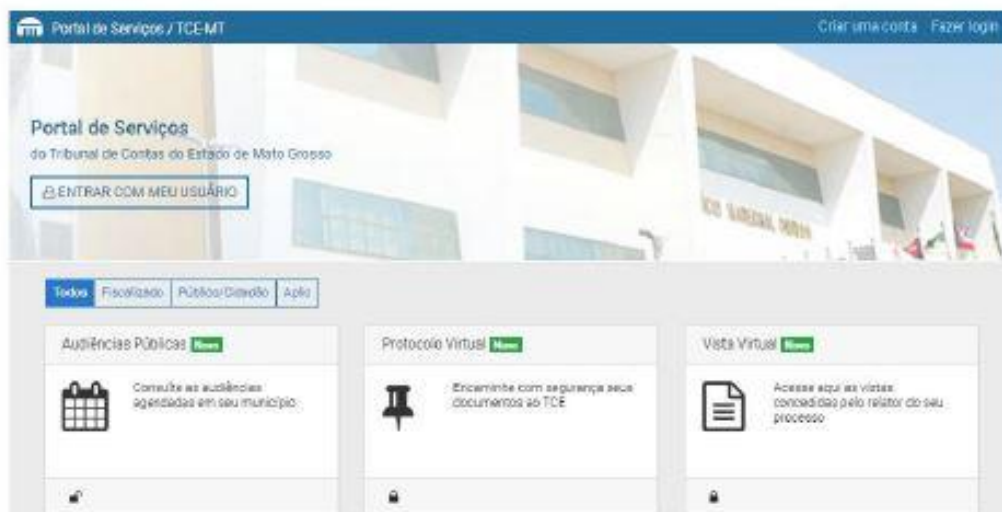 Portal de Serviços / TCE-MT
Criar uma conta Fazer login
Portal de Serviços
do Tribunal de Contas do Estado de Mato Grosso
ENTRAR COM MEU USUÁRIO
Todos Fiscalizado Público/Cidadão Aplic
Audiências Públicas Novo
Consulte as audiências
agendadas em seu município
Protocolo Virtual Novo
Encaminhe com segurança seus
documentos ao TCE
Vista Virtual Novo
Acesse aqui as vistas
concedidas pelo relator do seu
processo